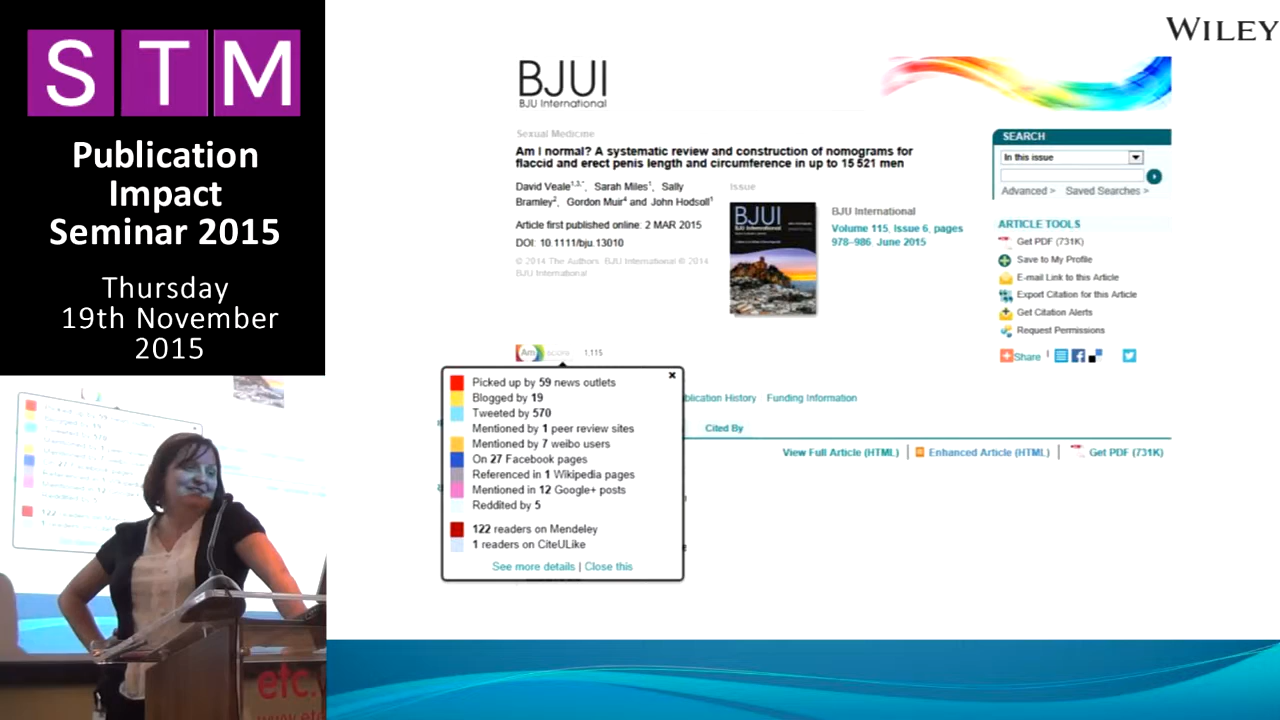 STM
Publication
Impact
Seminar 2015
Thursday
19th November
2015
WILEY
BJUI
BJU International
Sexual Medicine
Am I normal? A systematic review and construction of nomograms for
flaccid and erect penis length and circumference in up to 15 521 men
David Veale1,3,*, Sarah Miles1, Sally
Bramley2, Gordon Muir4 and John Hodsoll1
Article first published online: 2 MAR 2015
DOI: 10.1111/bju.13010
© 2014 The Authors. BJU International © 2014
BJU International
Issue
BJUI
BJU International
Volume 115, Issue 6, pages
978–986 June 2015
SEARCH
In this issue
Advanced > Saved Searches >
ARTICLE TOOLS
Get PDF (731K)
Save to My Profile
E-mail Link to this Article
Export Citation for this Article
Get Citation Alerts
Request Permissions
Share
Am score 1,115
Picked up by 59 news outlets
Blogged by 19
Tweeted by 570
Mentioned by 1 peer review sites
Mentioned by 7 weibo users
On 27 Facebook pages
Referenced in 1 Wikipedia pages
Mentioned in 12 Google+ posts
Reddited by 5
122 readers on Mendeley
1 readers on CiteULike
See more details | Close this
blication History Funding Information
Cited By
View Full Article (HTML) | Enhanced Article (HTML) | Get PDF (731K)
etc.